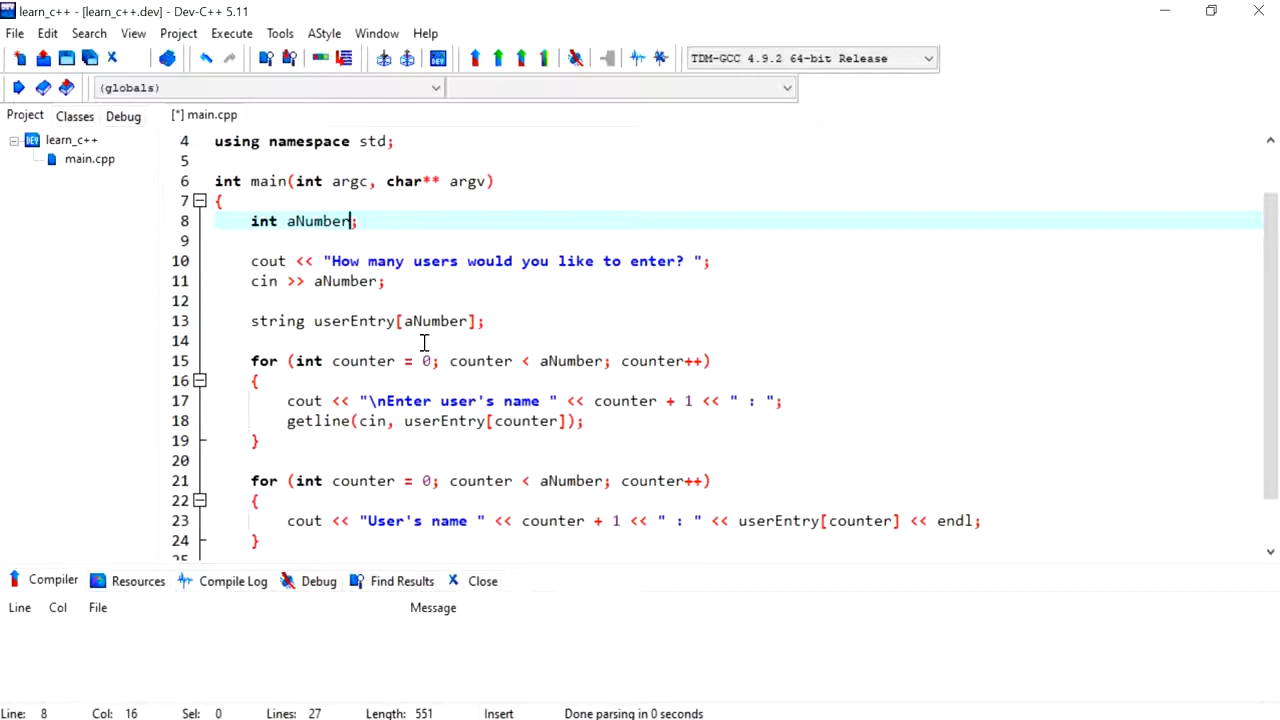 learn_c++ - [learn_c++.dev] - Dev-C++ 5.11
File Edit Search View Project Execute Tools AStyle Window Help
TDM-GCC 4.9.2 64-bit Release
(globals)
Project Classes Debug [*] main.cpp
learn_c++
main.cpp
4 using namespace std;
5
6 int main(int argc, char** argv)
7 {
8 int aNumber;
9
10 cout << "How many users would you like to enter? ";
11 cin >> aNumber;
12
13 string userEntry[aNumber];
14
15 for (int counter = 0; counter < aNumber; counter++)
16 {
17 cout << "\nEnter user's name " << counter + 1 << " : ";
18 getline(cin, userEntry[counter]);
19 }
20
21 for (int counter = 0; counter < aNumber; counter++)
22 {
23 cout << "User's name " << counter + 1 << " : " << userEntry[counter] << endl;
24 }
25
Compiler Resources Compile Log Debug Find Results Close
Line Col File Message
Line: 8 Col: 16 Sel: 0 Lines: 27 Length: 551 Insert Done parsing in 0 seconds